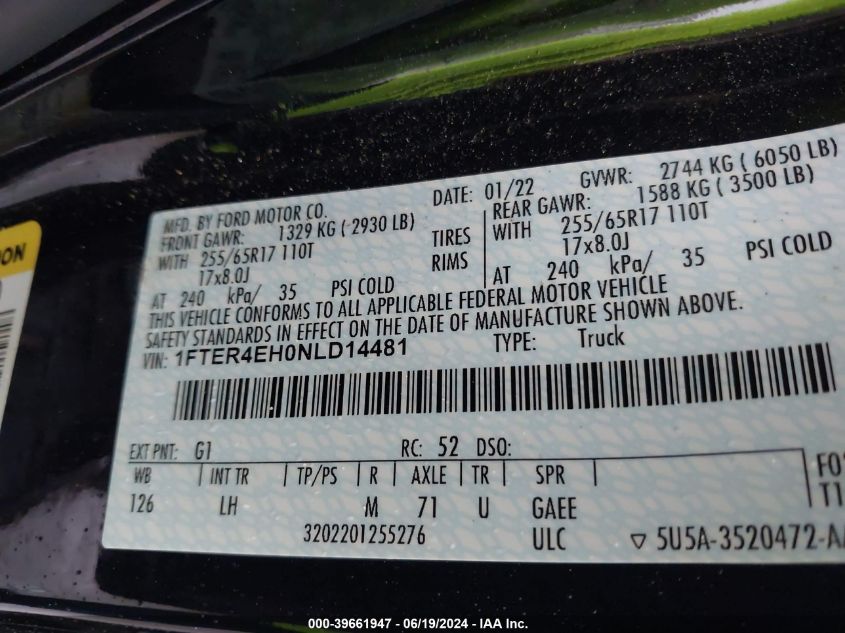 MFD. BY FORD MOTOR CO.
DATE: 01/22 GVWR: 2744 KG ( 6050 LB)
FRONT GAWR: 1329 KG ( 2930 LB)
REAR GAWR: 1588 KG ( 3500 LB)
WITH 255/65R17 110T TIRES WITH 255/65R17 110T
17x8.0J RIMS 17x8.0J
AT 240 kPa/ 35 PSI COLD AT 240 kPa/ 35 PSI COLD
THIS VEHICLE CONFORMS TO ALL APPLICABLE FEDERAL MOTOR VEHICLE
SAFETY STANDARDS IN EFFECT ON THE DATE OF MANUFACTURE SHOWN ABOVE.
VIN: 1FTER4EH0NLD14481 TYPE: Truck
EXT PNT: G1 RC: 52 DSO:
WB INT TR TP/PS R AXLE TR SPR
126 LH M 71 U GAEE
3202201255276 ULC ▽ 5U5A-3520472-A
000-39661947 / 06/19/2024 - IAA Inc.